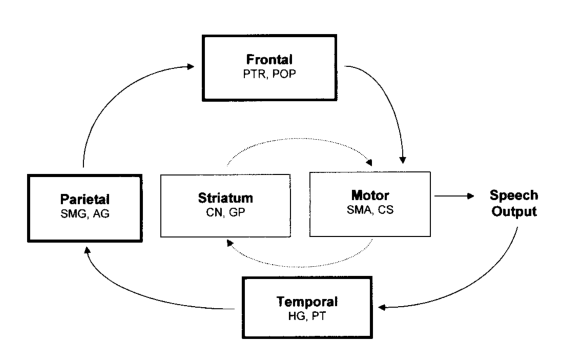 Frontal
PTR, POP
Parietal
SMG, AG
Striatum
CN, GP
Motor
SMA, CS
Speech
Output
Temporal
HG, PT